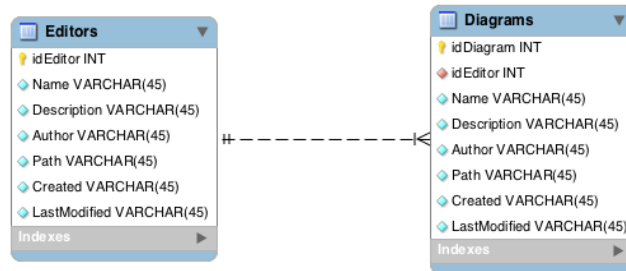 Editors
idEditor INT
Name VARCHAR(45)
Description VARCHAR(45)
Author VARCHAR(45)
Path VARCHAR(45)
Created VARCHAR(45)
LastModified VARCHAR(45)
Indexes
Diagrams
idDiagram INT
idEditor INT
Name VARCHAR(45)
Description VARCHAR(45)
Author VARCHAR(45)
Path VARCHAR(45)
Created VARCHAR(45)
LastModified VARCHAR(45)
Indexes